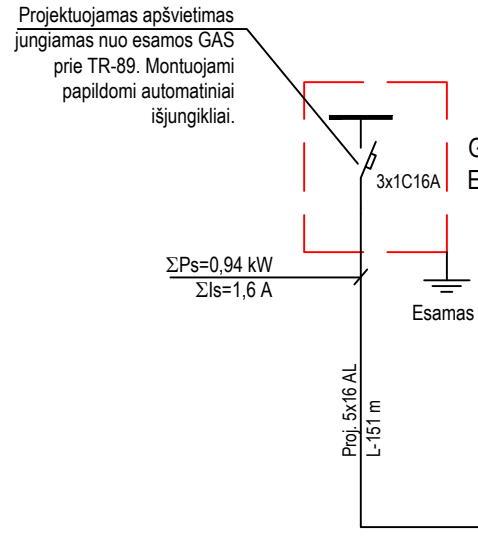 Projektuojamas apšvietimas
jungiamas nuo esamos GAS
prie TR-89. Montuojami
papildomi automatiniai
išjungikliai.
3x1C16A
G
E
ΣPs=0,94 kW
ΣIs=1,6 A
Esamas
Proj. 5x16 AL
L-151 m